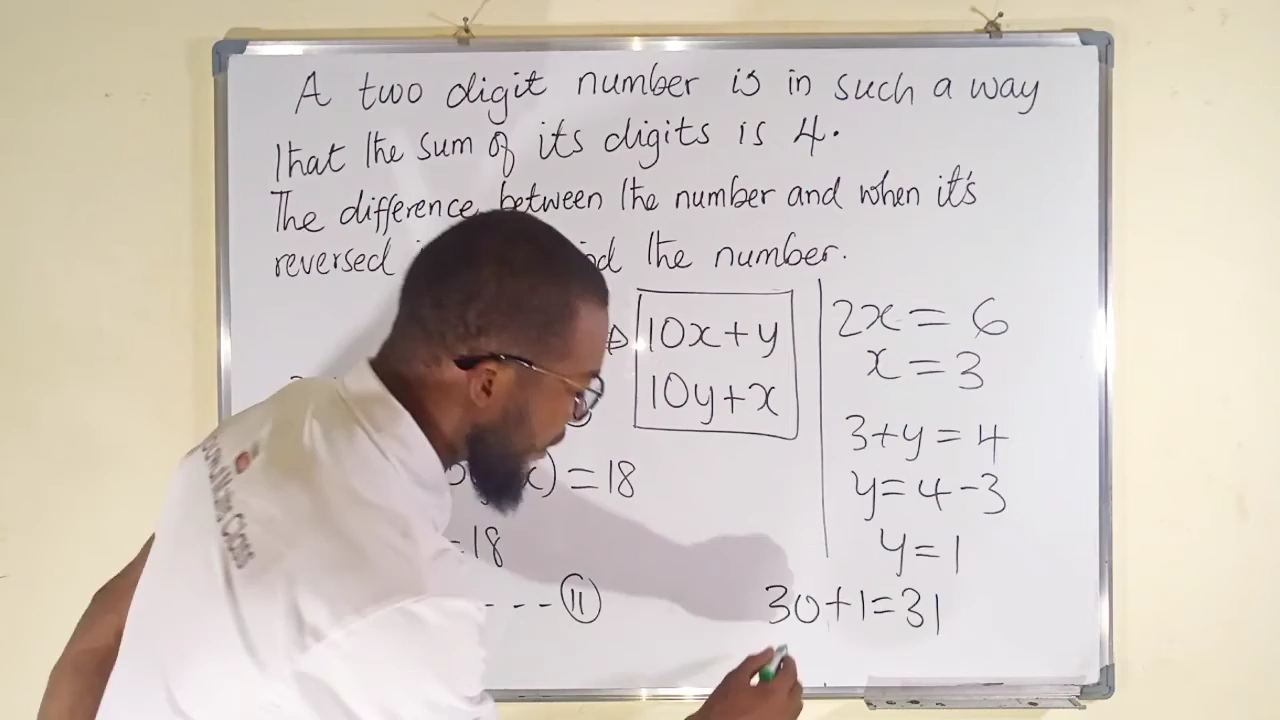 A two digit number is in such a way
that the sum of its digits is 4.
The difference between the number and when it's
reversed the number.
10x+y
10y+x
) = 18
=18
- - - (11)
2x = 6
x = 3
3+y = 4
y = 4-3
y = 1
30+1=31
Class